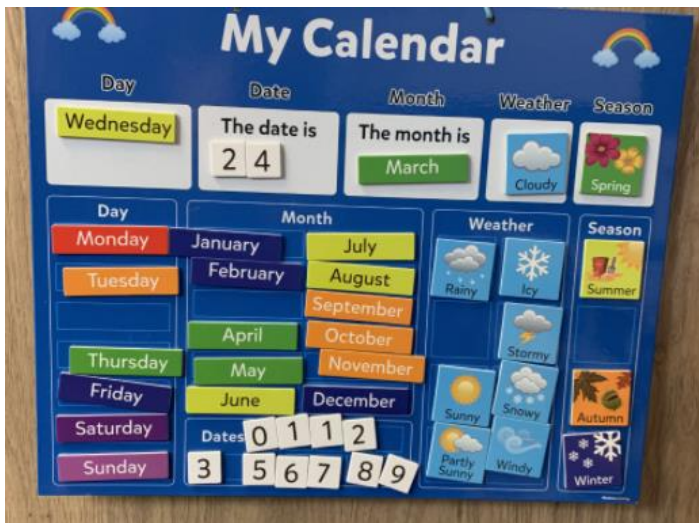 My Calendar
Day Date Month Weather Season
Wednesday
The date is
2 4
The month is
March
Cloudy
Spring
Day
Monday
Tuesday
Thursday
Friday
Saturday
Sunday
Month
January
July
February
August
September
April
October
May
November
June
December
Dates
0 1 1 2
3 5 6 7 8 9
Weather
Rainy
Icy
Stormy
Sunny
Snowy
Partly
Sunny
Windy
Season
Summer
Autumn
Winter